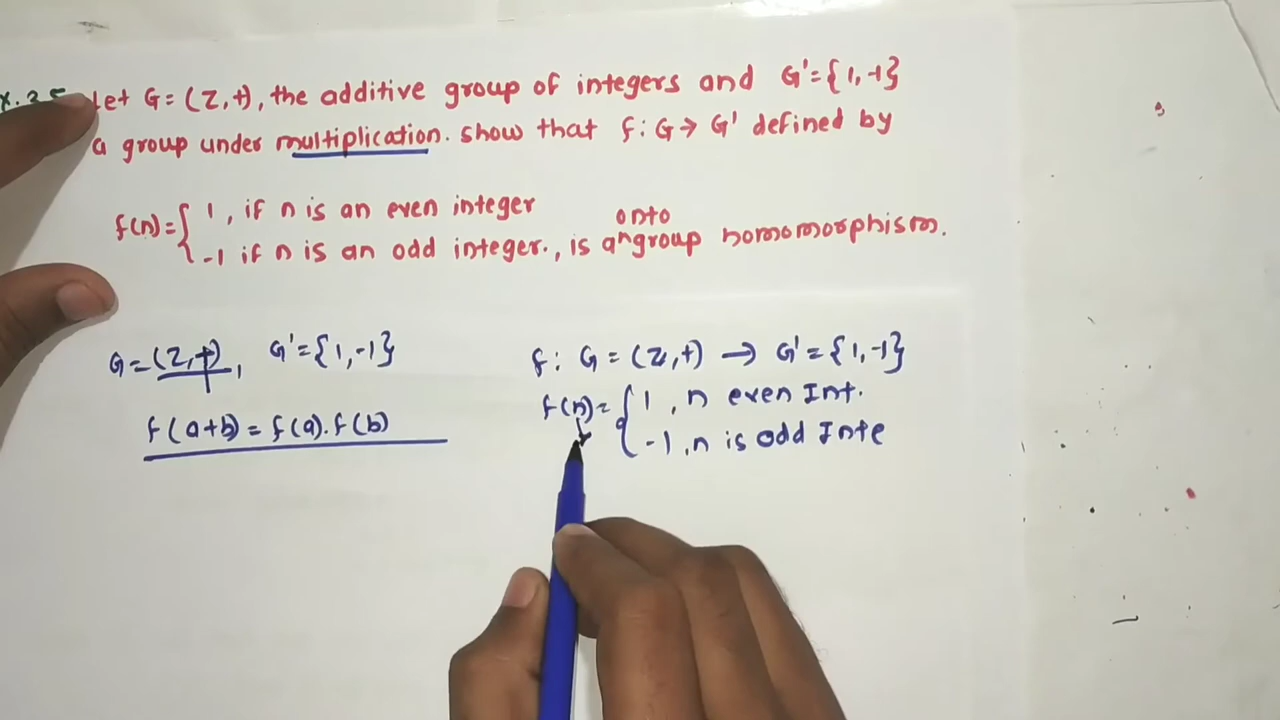 x. 35 Let G = (Z,+), the additive group of integers and G' = {1,-1}
a group under multiplication. show that f : G → G' defined by
f(n) = { 1, if n is an even integer
-1 if n is an odd integer., is a^n group homomorphism.
onto
G = (Z,+), G' = {1,-1}
f(a+b) = f(a). f(b)
f : G = (Z,+) → G' = {1,-1}
f(n) = { 1, n even Int.
-1, n is odd Inte